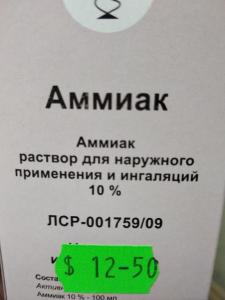 Аммиак
Аммиак
раствор для наружного
применения и ингаляций
10 %
ЛСР-001759/09
$ 12-50
Аммиак 10 % - 100 мл